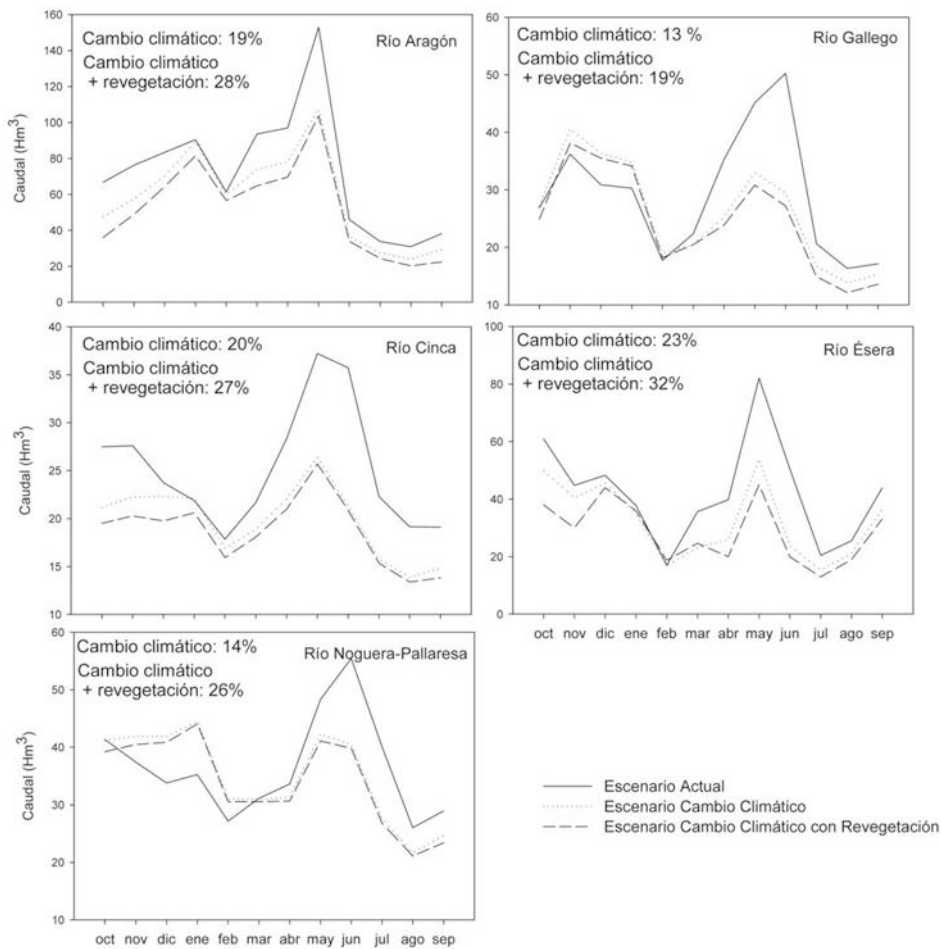 Cambio climático: 19%
Cambio climático
+ revegetación: 28%
Río Aragón
Caudal (Hm³)
160
140
120
100
80
60
40
20
0
Cambio climático: 13 %
Cambio climático
+ revegetación: 19%
Río Gallego
60
50
40
30
20
10
Cambio climático: 20%
Cambio climático
+ revegetación: 27%
Río Cinca
Caudal (Hm³)
40
35
30
25
20
15
10
Cambio climático: 23%
Cambio climático
+ revegetación: 32%
Río Ésera
100
80
60
40
20
0
oct nov dic ene feb mar abr may jun jul ago sep
Cambio climático: 14%
Cambio climático
+ revegetación: 26%
Río Noguera-Pallaresa
Caudal (Hm³)
60
50
40
30
20
10
oct nov dic ene feb mar abr may jun jul ago sep
Escenario Actual
Escenario Cambio Climático
Escenario Cambio Climático con Revegetación